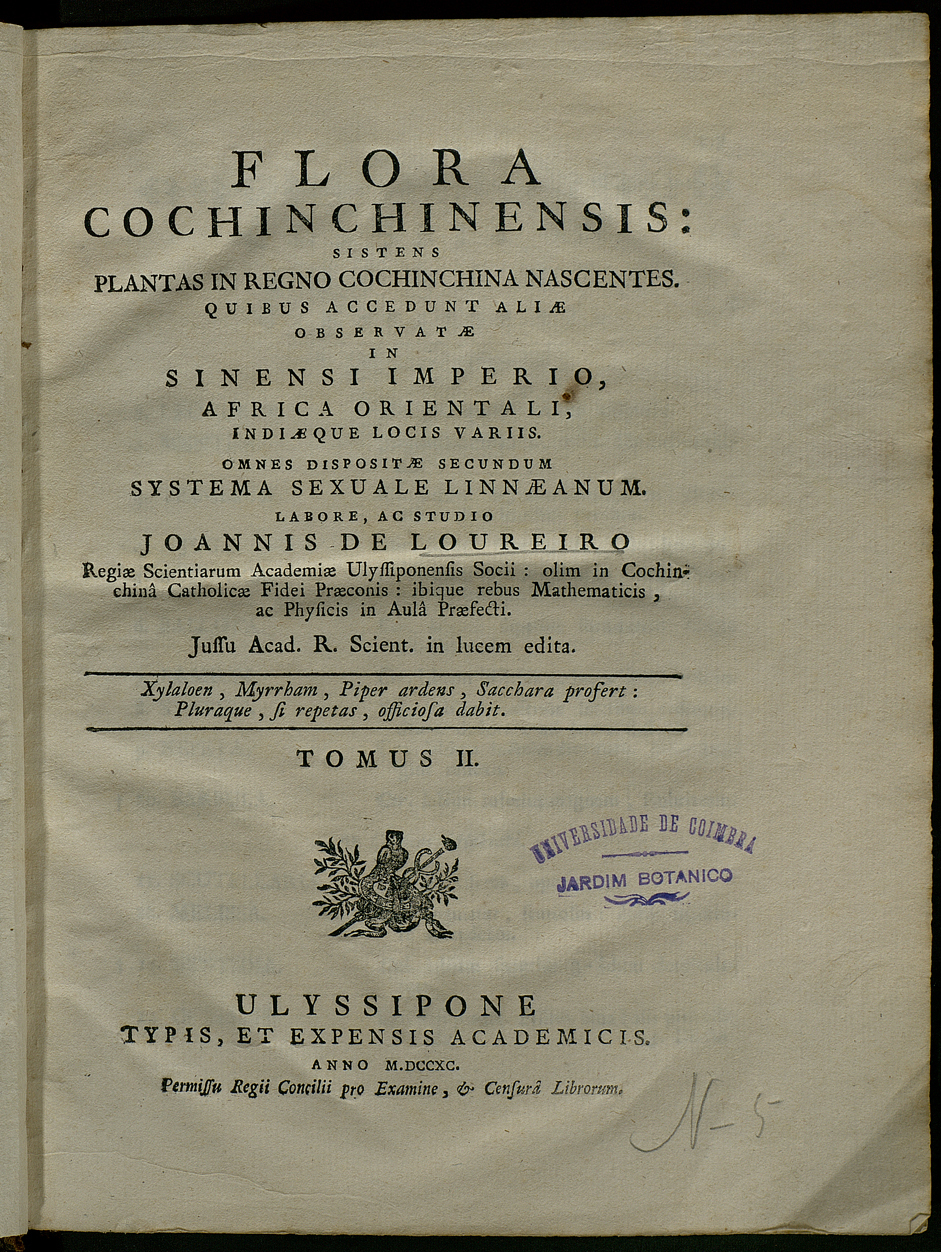 FLORA
COCHINCHINENSIS:
SISTENS
PLANTAS IN REGNO COCHINCHINA NASCENTES.
QUIBUS ACCEDUNT ALIÆ
OBSERVATÆ
IN
SINENSI IMPERIO,
AFRICA ORIENTALI,
INDIÆQUE LOCIS VARIIS.
OMNES DISPOSITÆ SECUNDUM
SYSTEMA SEXUALE LINNÆANUM.
LABORE, AC STUDIO
JOANNIS DE LOUREIRO
Regiæ Scientiarum Academiæ Ulyſſiponenſis Socii : olim in Cochin-
chinâ Catholicæ Fidei Præconis : ibique rebus Mathematicis ,
ac Phyſicis in Aulâ Præfecti.
Juſſu Acad. R. Scient. in lucem edita.
Xylaloen , Myrrham , Piper ardens , Sacchara profert :
Pluraque , ſi repetas , officioſa dabit.
TOMUS II.
UNIVERSIDADE DE COIMBRA
JARDIM BOTANICO
ULYSSIPONE
TYPIS, ET EXPENSIS ACADEMICIS.
ANNO M.DCCXC.
Permiſſu Regii Concilii pro Examine , & Cenſurâ Librorum.
N-5